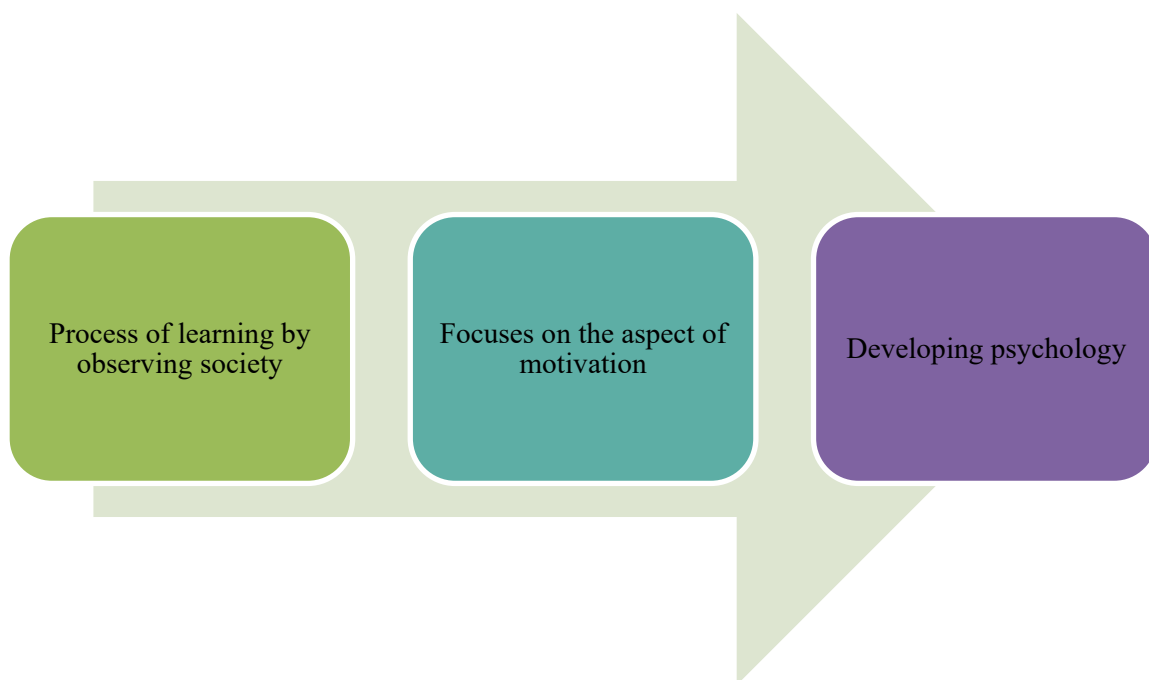 Process of learning by
observing society
Focuses on the aspect of
motivation
Developing psychology